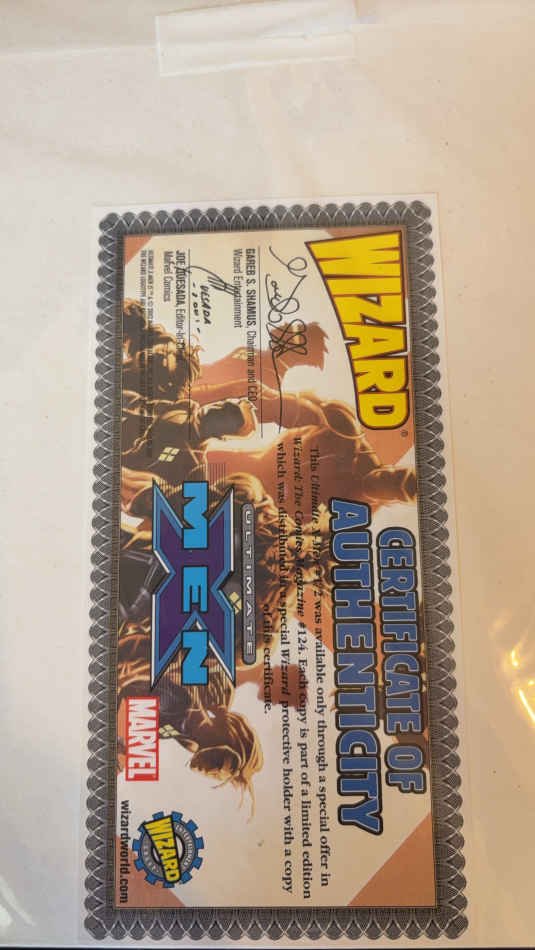 WIZARD®
CERTIFICATE OF
AUTHENTICITY
This Ultimate X-Men #1/2 was available only through a special offer in
Wizard: The Comics Magazine #124. Each copy is part of a limited edition
which was distributed in a special Wizard protective holder with a copy
of this certificate.
GAREB S. SHAMUS, Chairman and CEO
Wizard Entertainment
QUESADA
JOE QUESADA, Editor-in-
Marvel Comics
ULTIMATE
X
MEN
MARVEL
WIZARD
wizardworld.com